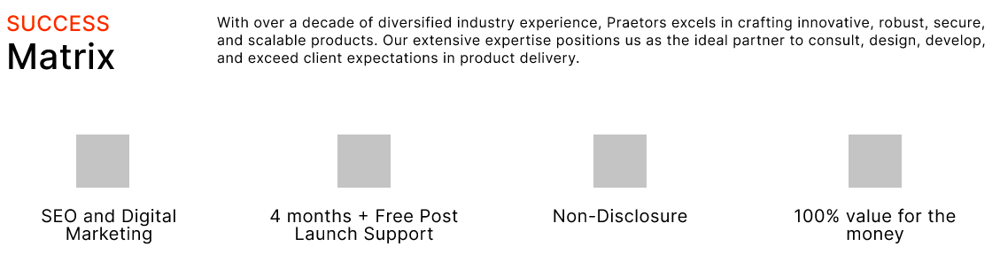 SUCCESS
Matrix
With over a decade of diversified industry experience, Praetors excels in crafting innovative, robust, secure,
and scalable products. Our extensive expertise positions us as the ideal partner to consult, design, develop,
and exceed client expectations in product delivery.
SEO and Digital
Marketing
4 months + Free Post
Launch Support
Non-Disclosure
100% value for the
money